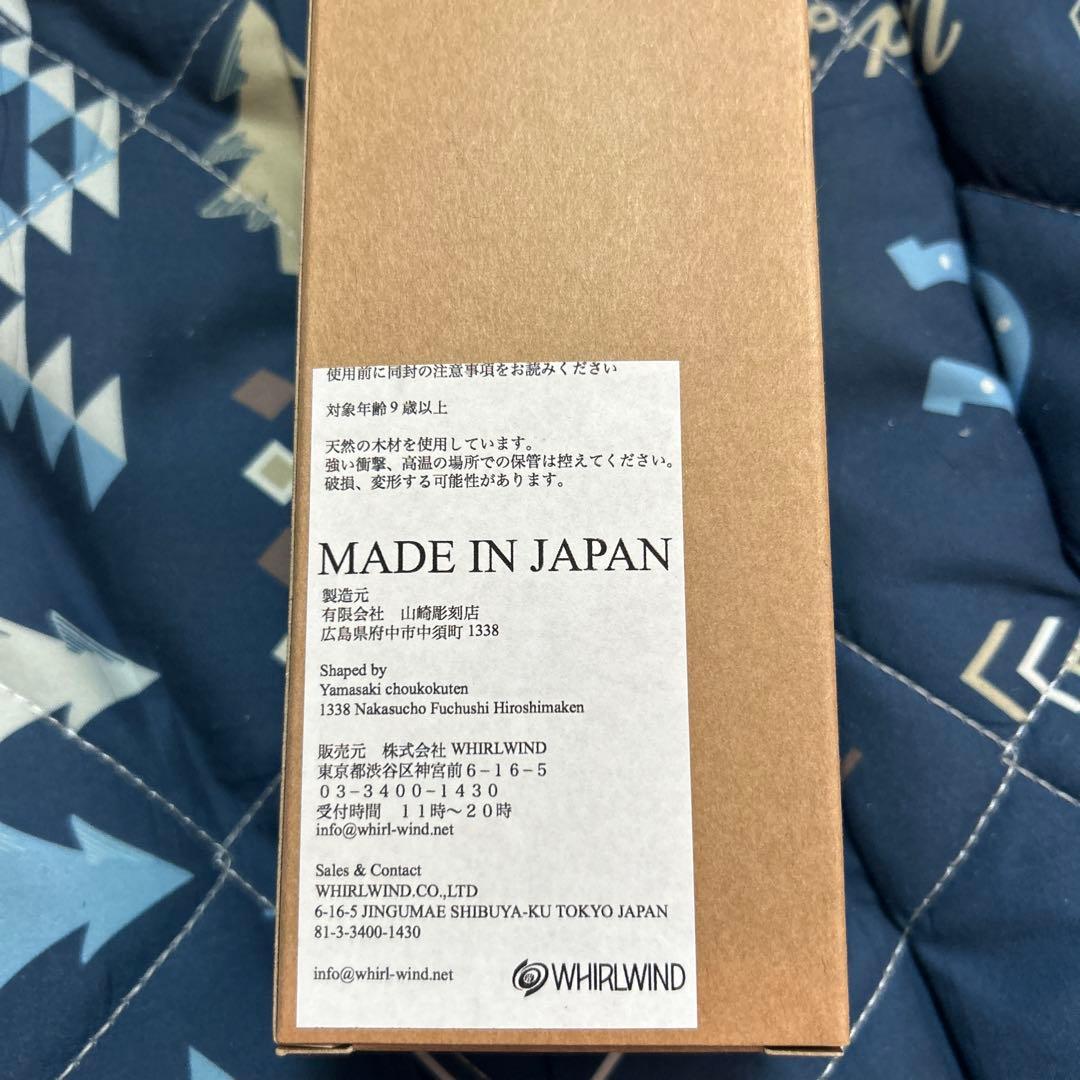 使用前に同封の注意事項をお読みください
対象年齢９歳以上
天然の木材を使用しています。
強い衝撃、高温の場所での保管は控えてください。
破損、変形する可能性があります。
MADE IN JAPAN
製造元
有限会社　山崎彫刻店
広島県府中市中須町 1338
Shaped by
Yamasaki choukokuten
1338 Nakasucho Fuchushi Hiroshimaken
販売元　株式会社 WHIRLWIND
東京都渋谷区神宮前６−１６−５
０３−３４００−１４３０
受付時間　１１時〜２０時
info@whirl-wind.net
Sales & Contact
WHIRLWIND.CO.,LTD
6-16-5 JINGUMAE SHIBUYA-KU TOKYO JAPAN
81-3-3400-1430
info@whirl-wind.net
WHIRLWIND